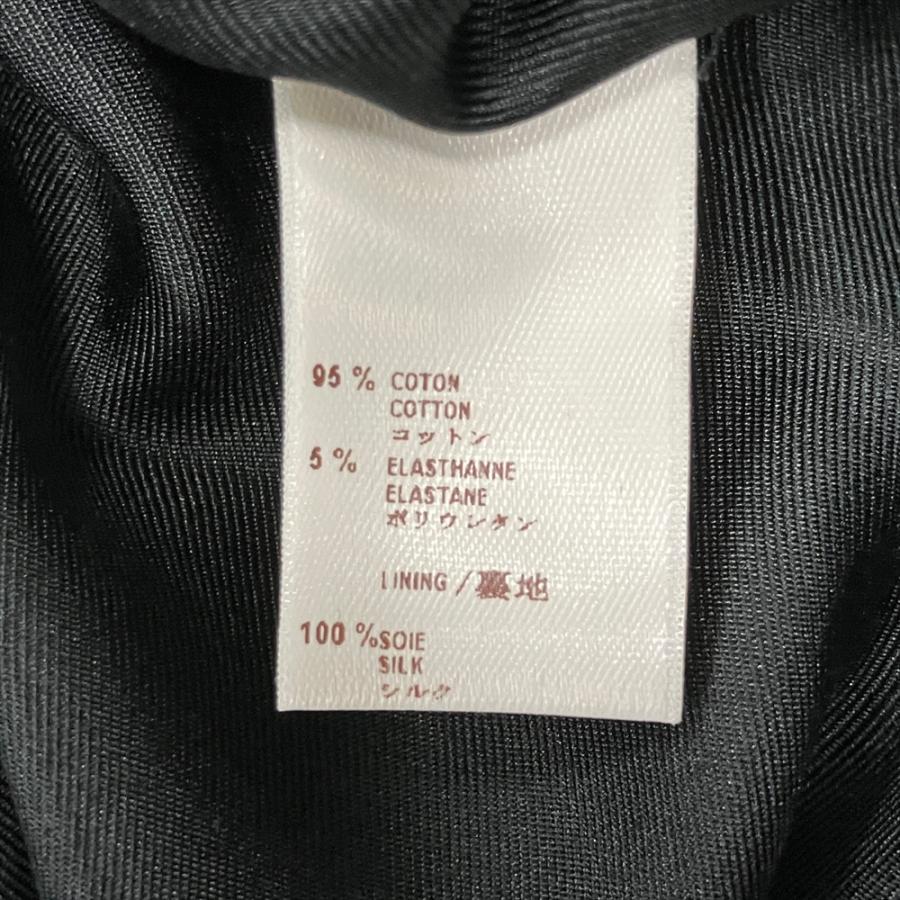 95 % COTON
COTTON
コットン
5 % ELASTHANNE
ELASTANE
ポリウレタン
LINING / 裏地
100 % SOIE
SILK
シルク